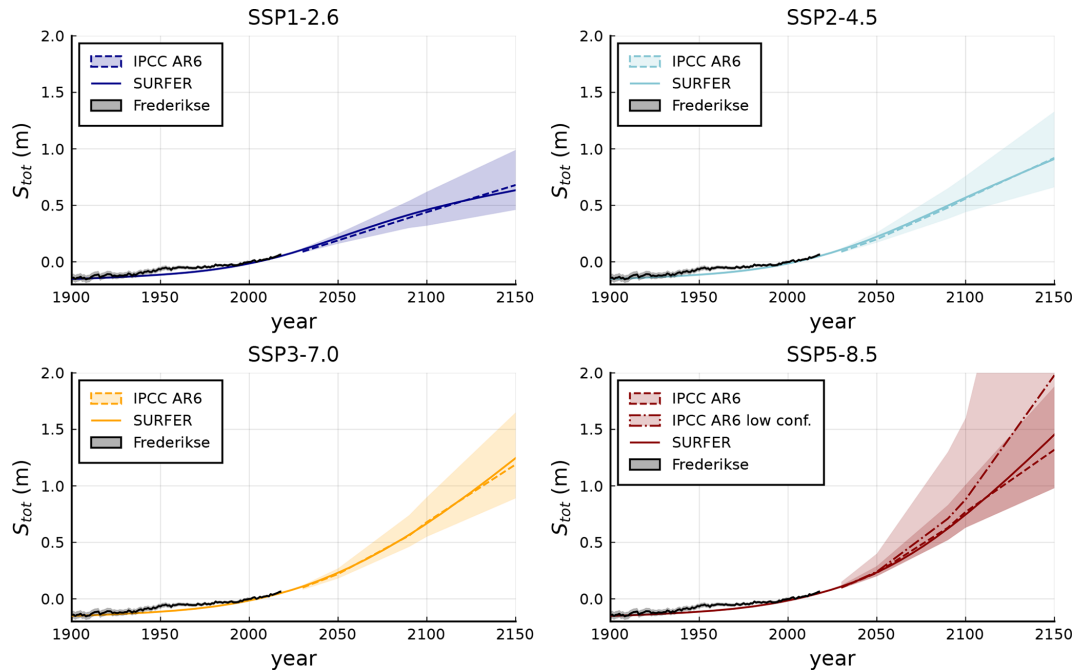 SSP1-2.6
2.0
1.5
1.0
0.5
0.0
S_tot (m)
IPCC AR6
SURFER
Frederikse
1900 1950 2000 2050 2100 2150
year
SSP2-4.5
2.0
1.5
1.0
0.5
0.0
S_tot (m)
IPCC AR6
SURFER
Frederikse
1900 1950 2000 2050 2100 2150
year
SSP3-7.0
2.0
1.5
1.0
0.5
0.0
S_tot (m)
IPCC AR6
SURFER
Frederikse
1900 1950 2000 2050 2100 2150
year
SSP5-8.5
2.0
1.5
1.0
0.5
0.0
S_tot (m)
IPCC AR6
IPCC AR6 low conf.
SURFER
Frederikse
1900 1950 2000 2050 2100 2150
year